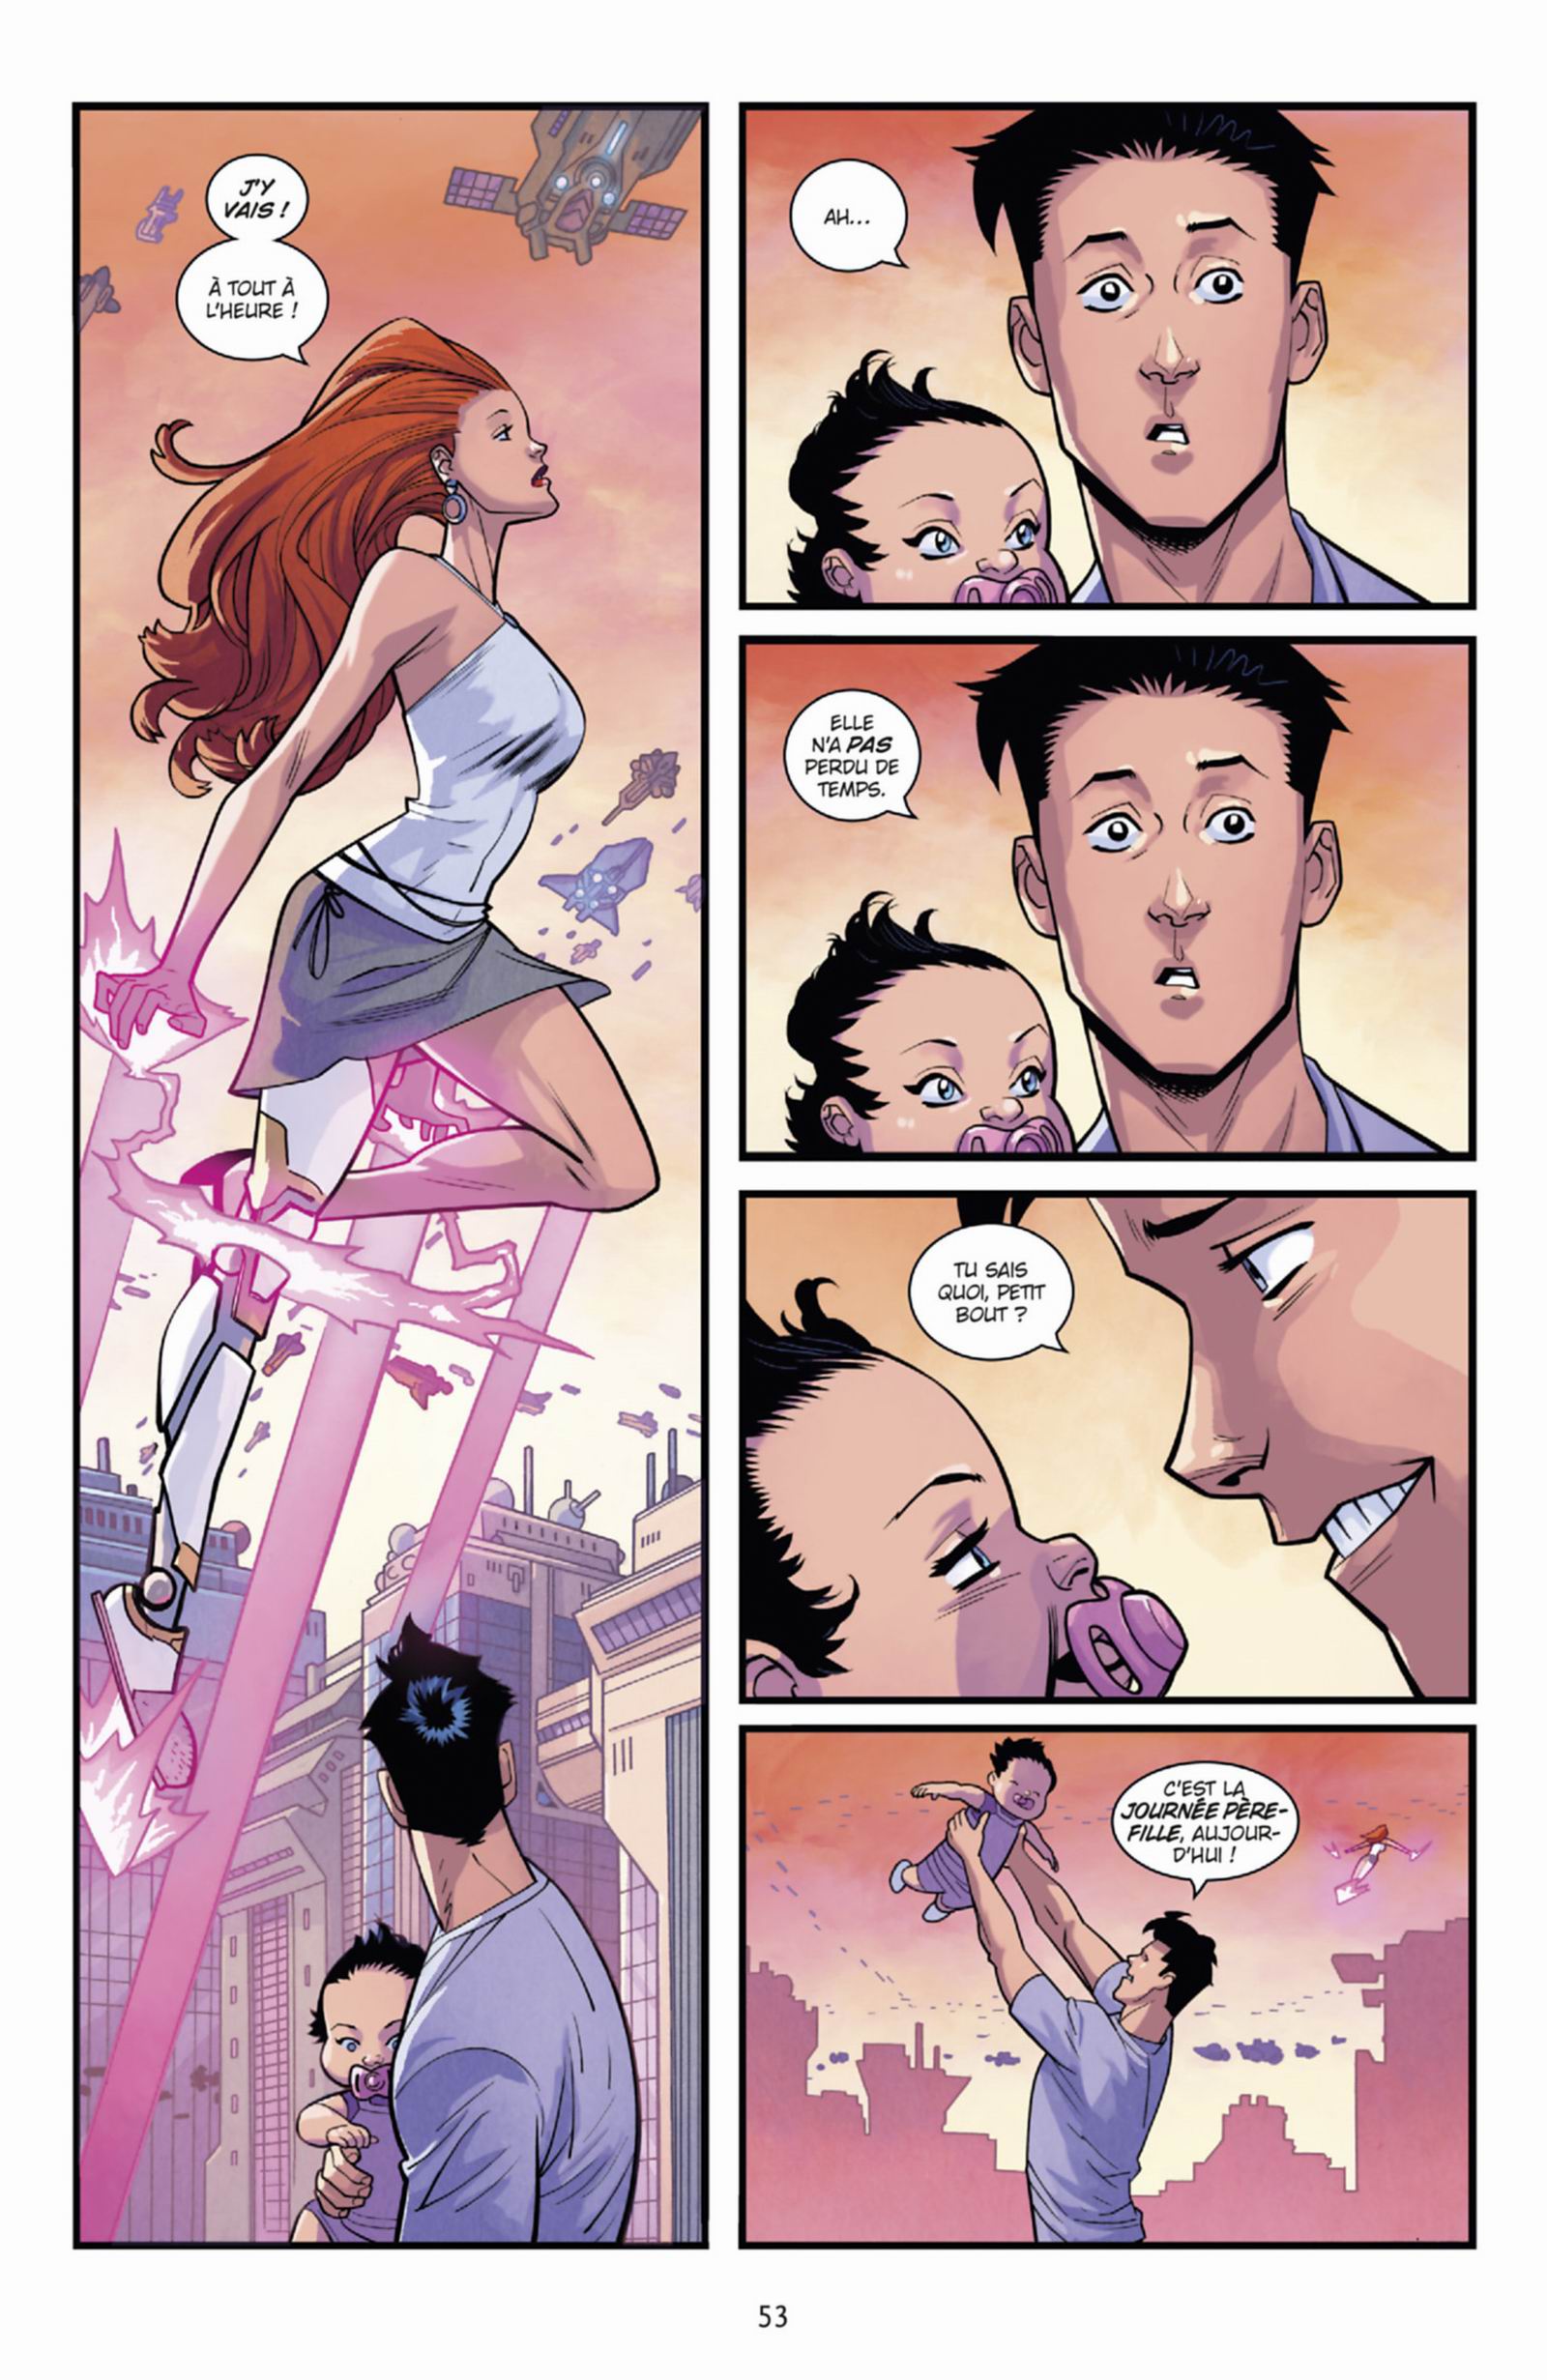 J'Y
VAIS !
À TOUT À
L'HEURE !
AH...
ELLE
N'A PAS
PERDU DE
TEMPS.
TU SAIS
QUOI, PETIT
BOUT ?
C'EST LA
JOURNÉE PÈRE-
FILLE, AUJOUR-
D'HUI !
53